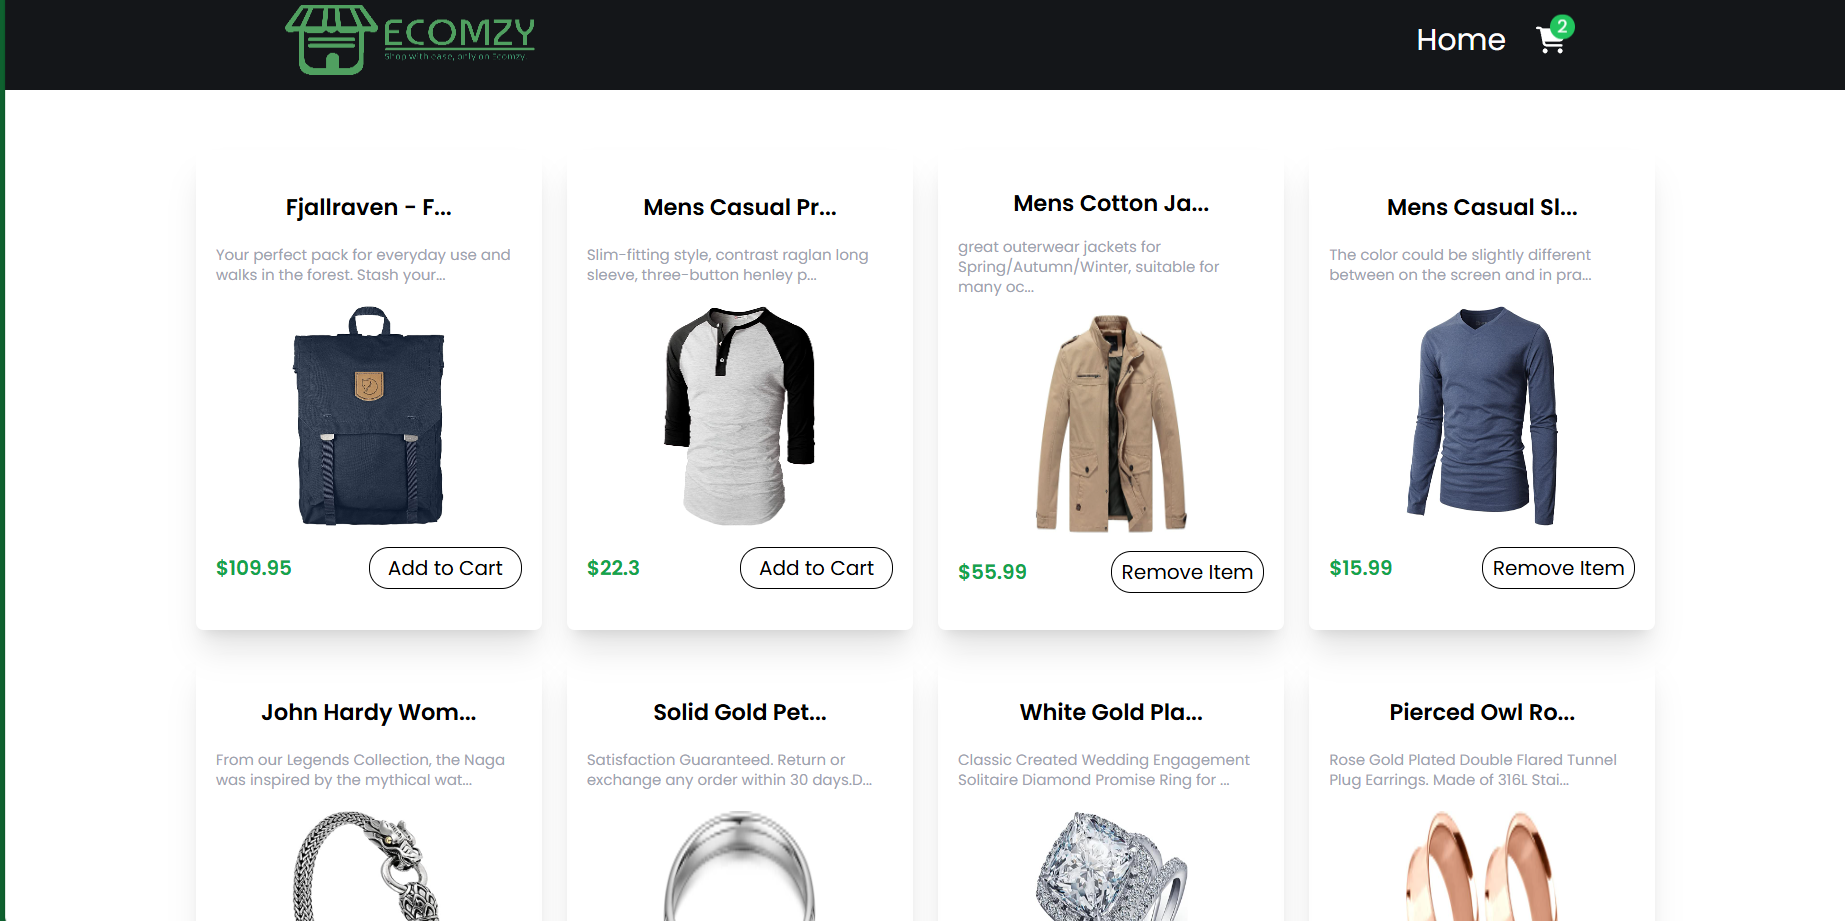 ECOMZY
Shop with ease, only on Ecomzy
Home
2
Fjallraven - F...
Your perfect pack for everyday use and
walks in the forest. Stash your...
$109.95
Add to Cart
Mens Casual Pr...
Slim-fitting style, contrast raglan long
sleeve, three-button henley p...
$22.3
Add to Cart
Mens Cotton Ja...
great outerwear jackets for
Spring/Autumn/Winter, suitable for
many oc...
$55.99
Remove Item
Mens Casual Sl...
The color could be slightly different
between on the screen and in pra...
$15.99
Remove Item
John Hardy Wom...
From our Legends Collection, the Naga
was inspired by the mythical wat...
Solid Gold Pet...
Satisfaction Guaranteed. Return or
exchange any order within 30 days.D...
White Gold Pla...
Classic Created Wedding Engagement
Solitaire Diamond Promise Ring for ...
Pierced Owl Ro...
Rose Gold Plated Double Flared Tunnel
Plug Earrings. Made of 316L Stai...